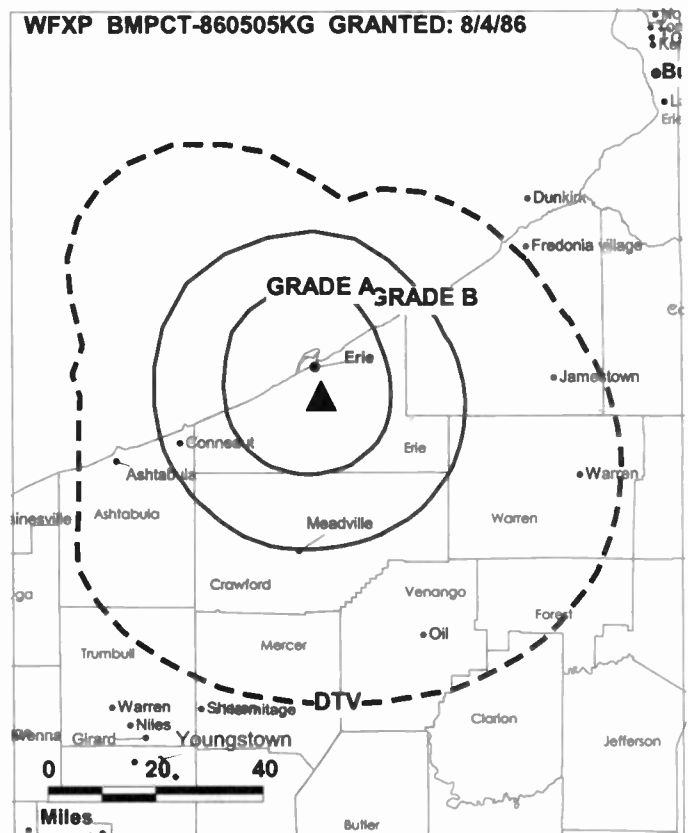 WFXP BMPCT-860505KG GRANTED: 8/4/86
Erie
Dunkirk
Fredonia village
GRADE A
GRADE B
Erie
Jamestown
Conneaut
Erie
Ashtabula
Warren
Ashtabula
Meadville
Warren
Crawford
Venango
Forest
Oil
Mercer
Trumbull
DTV
Warren
Hermitage
Clarion
Niles
Girard
Youngstown
Jefferson
0 20 40
Miles
Butler